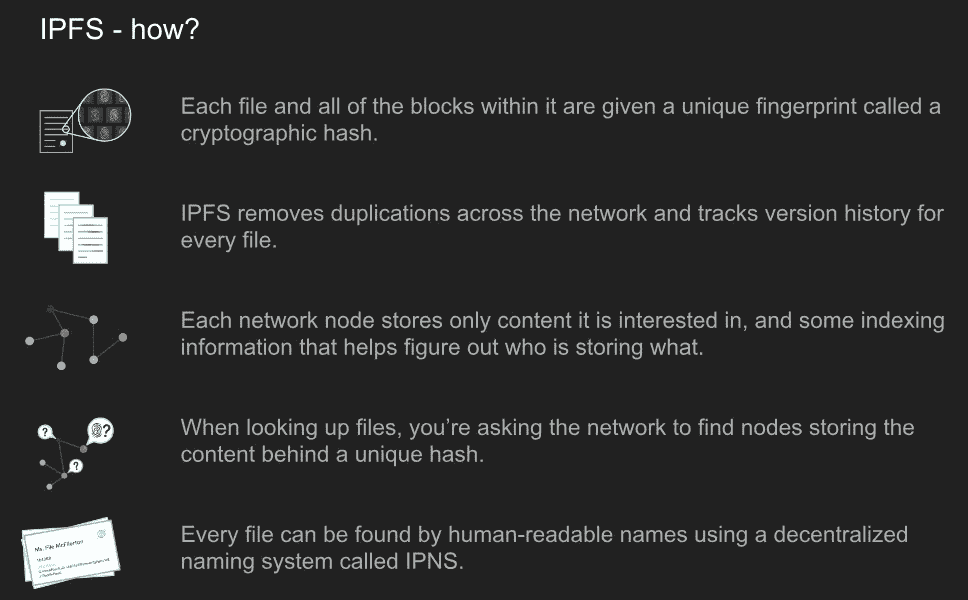 IPFS - how?
Each file and all of the blocks within it are given a unique fingerprint called a
cryptographic hash.
IPFS removes duplications across the network and tracks version history for
every file.
Each network node stores only content it is interested in, and some indexing
information that helps figure out who is storing what.
? @?
When looking up files, you’re asking the network to find nodes storing the
?
content behind a unique hash.
Every file can be found by human-readable names using a decentralized
Ms. File McFillerton
naming system called IPNS.